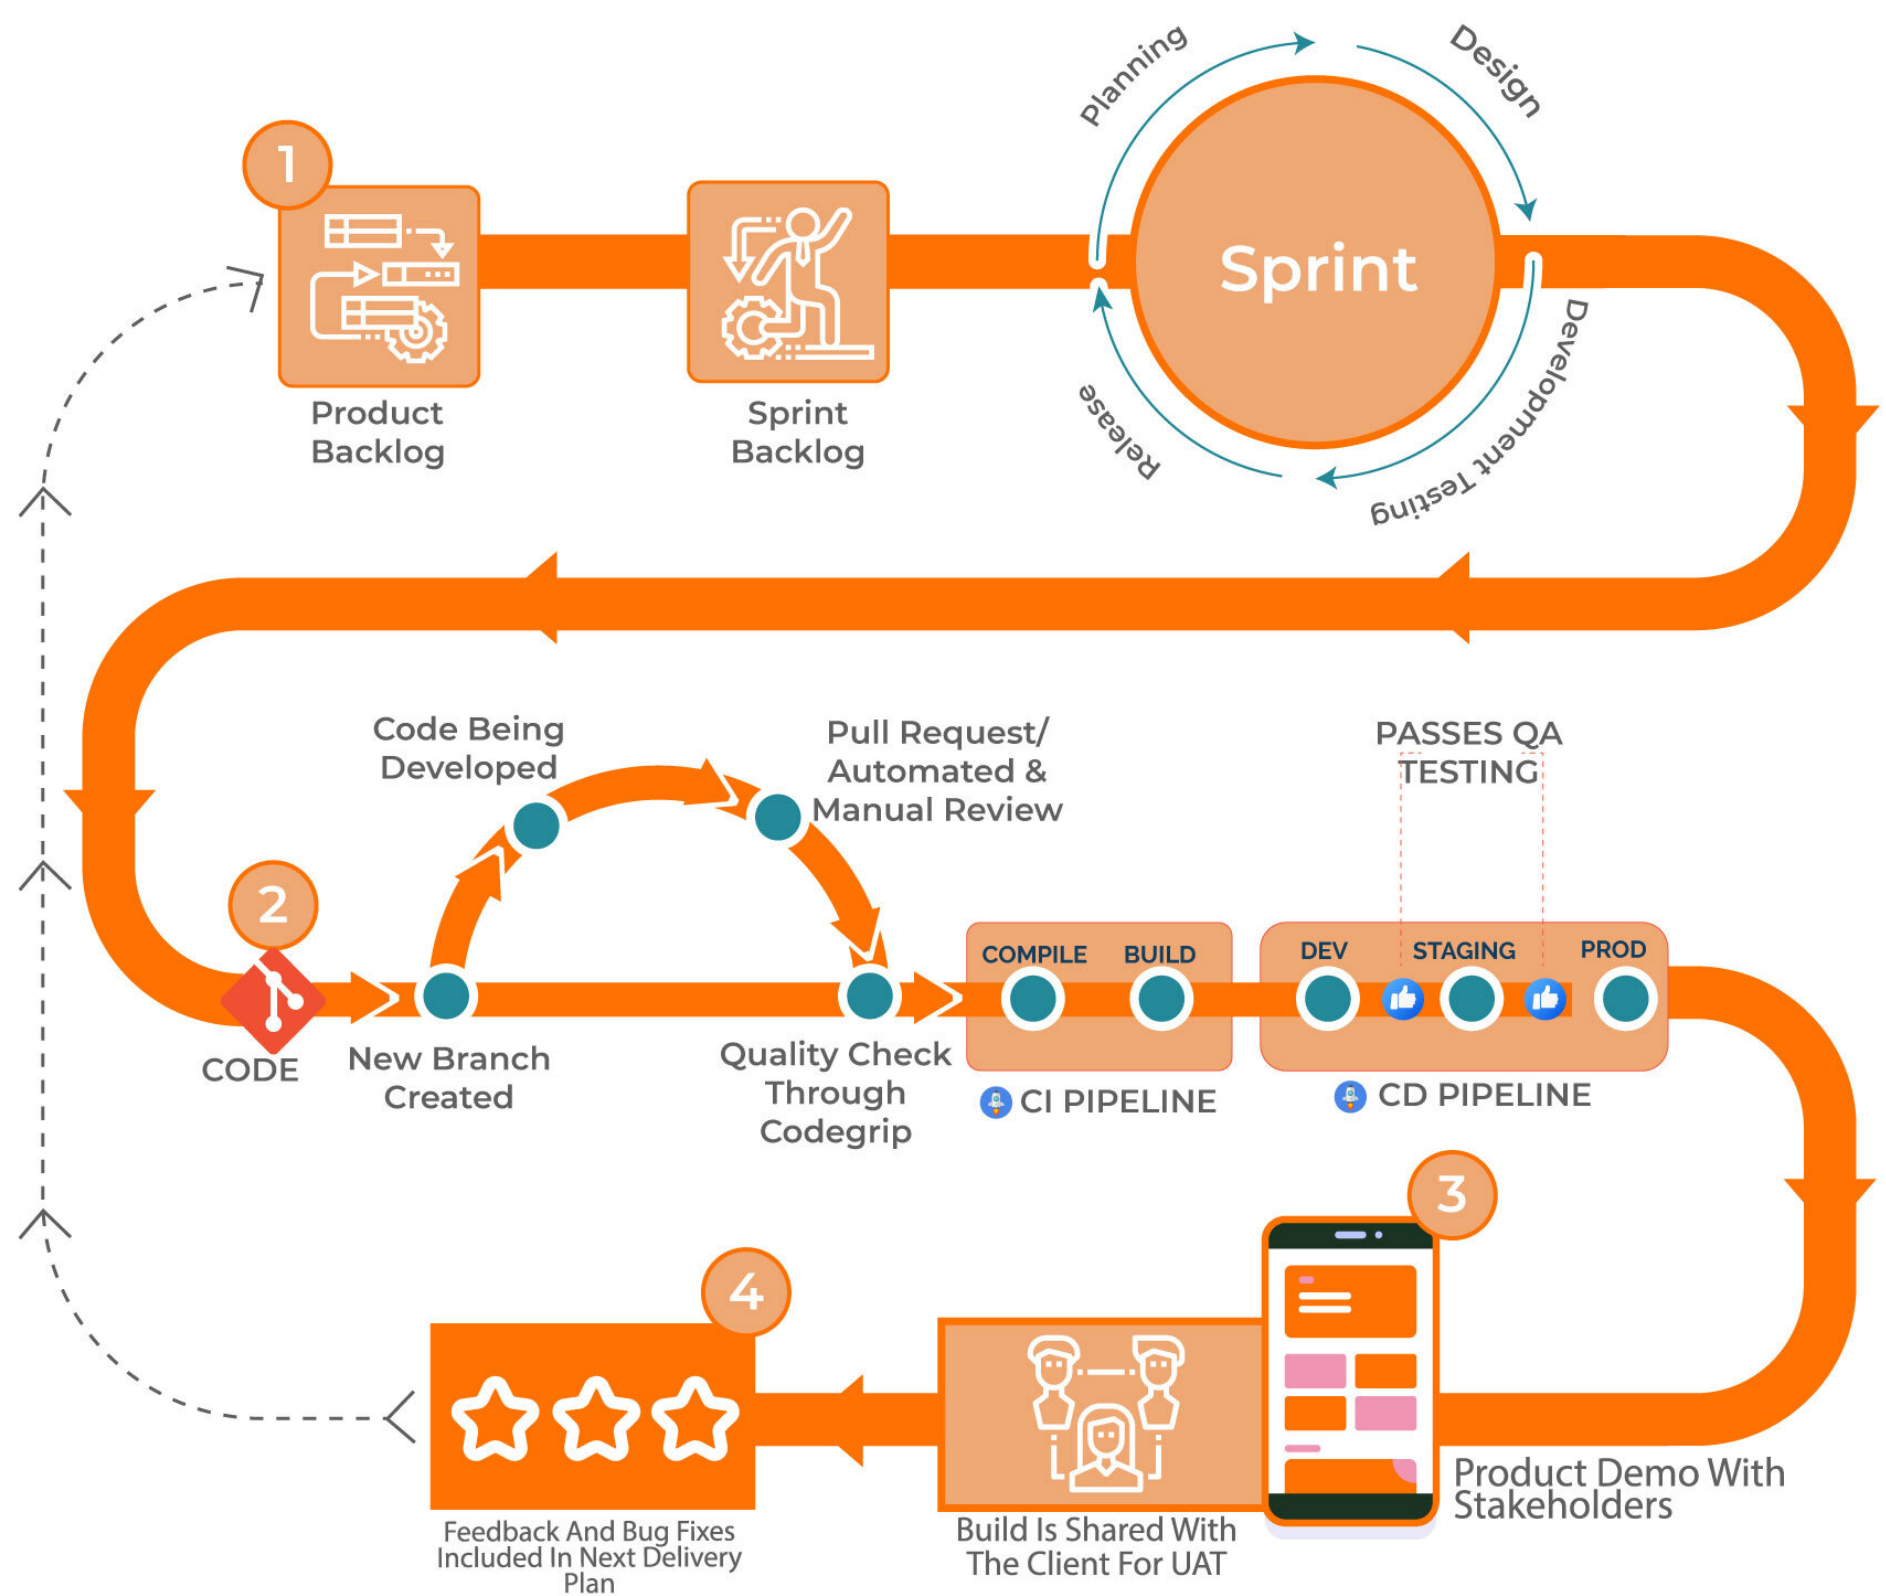 1
Product
Backlog
Sprint
Backlog
Planning
Design
Sprint
Development Testing
Release
Code Being
Developed
Pull Request/
Automated &
Manual Review
PASSES QA
TESTING
2
CODE
New Branch
Created
Quality Check
Through
Codegrip
COMPILE
BUILD
CI PIPELINE
DEV
STAGING
PROD
CD PIPELINE
3
Product Demo With
Stakeholders
Build Is Shared With
The Client For UAT
4
Feedback And Bug Fixes
Included In Next Delivery
Plan